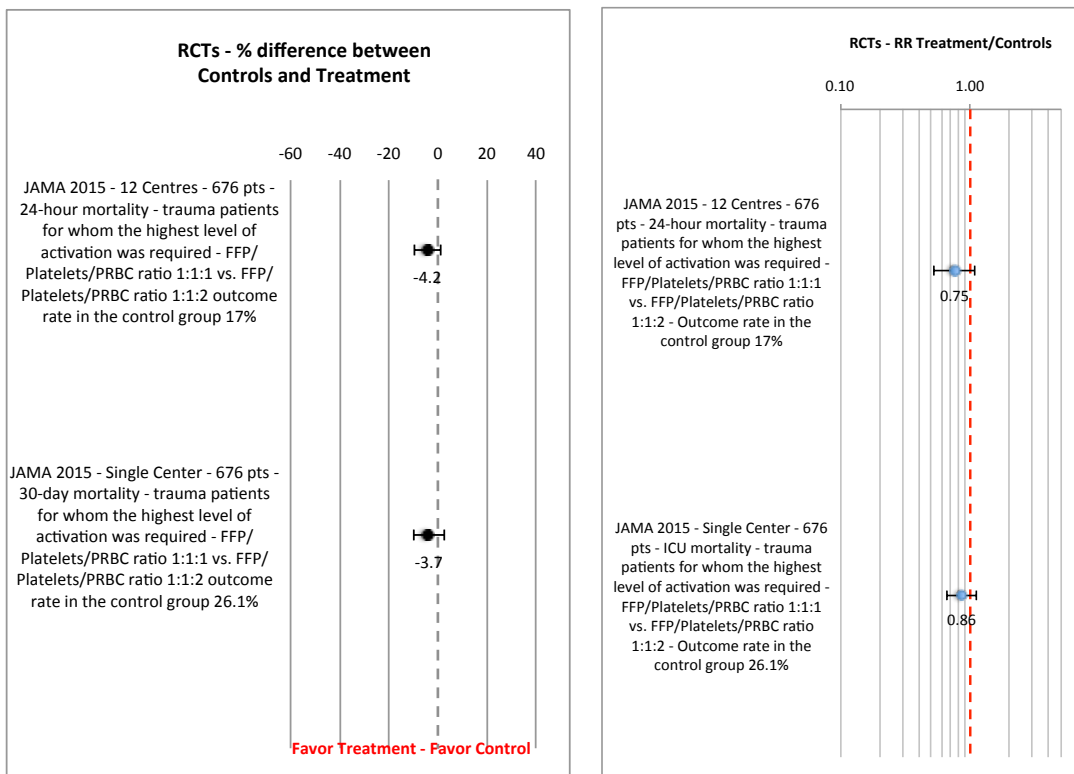 RCTs - % difference between
Controls and Treatment
-60 -40 -20 0 20 40
JAMA 2015 - 12 Centres - 676 pts -
24-hour mortality - trauma patients
for whom the highest level of
activation was required - FFP/
Platelets/PRBC ratio 1:1:1 vs. FFP/
Platelets/PRBC ratio 1:1:2 outcome
rate in the control group 17%
-4.2
JAMA 2015 - Single Center - 676 pts -
30-day mortality - trauma patients
for whom the highest level of
activation was required - FFP/
Platelets/PRBC ratio 1:1:1 vs. FFP/
Platelets/PRBC ratio 1:1:2 outcome
rate in the control group 26.1%
-3.7
Favor Treatment - Favor Control
RCTs - RR Treatment/Controls
0.10 1.00
JAMA 2015 - 12 Centres - 676
pts - 24-hour mortality - trauma
patients for whom the highest
level of activation was required -
FFP/Platelets/PRBC ratio 1:1:1
vs. FFP/Platelets/PRBC ratio
1:1:2 - Outcome rate in the
control group 17%
0.75
JAMA 2015 - Single Center - 676
pts - ICU mortality - trauma
patients for whom the highest
level of activation was required -
FFP/Platelets/PRBC ratio 1:1:1
vs. FFP/Platelets/PRBC ratio
1:1:2 - Outcome rate in the
control group 26.1%
0.86